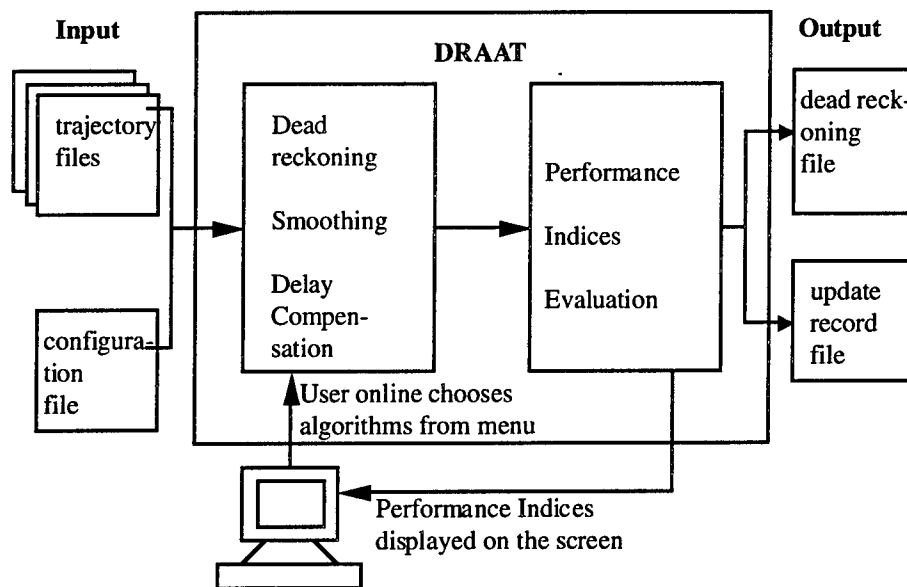 Input
DRAAT
Output
trajectory
files
configura-
tion
file
Dead
reckoning
Smoothing
Delay
Compen-
sation
Performance
Indices
Evaluation
dead reck-
oning
file
update
record
file
User online chooses
algorithms from menu
Performance Indices
displayed on the screen